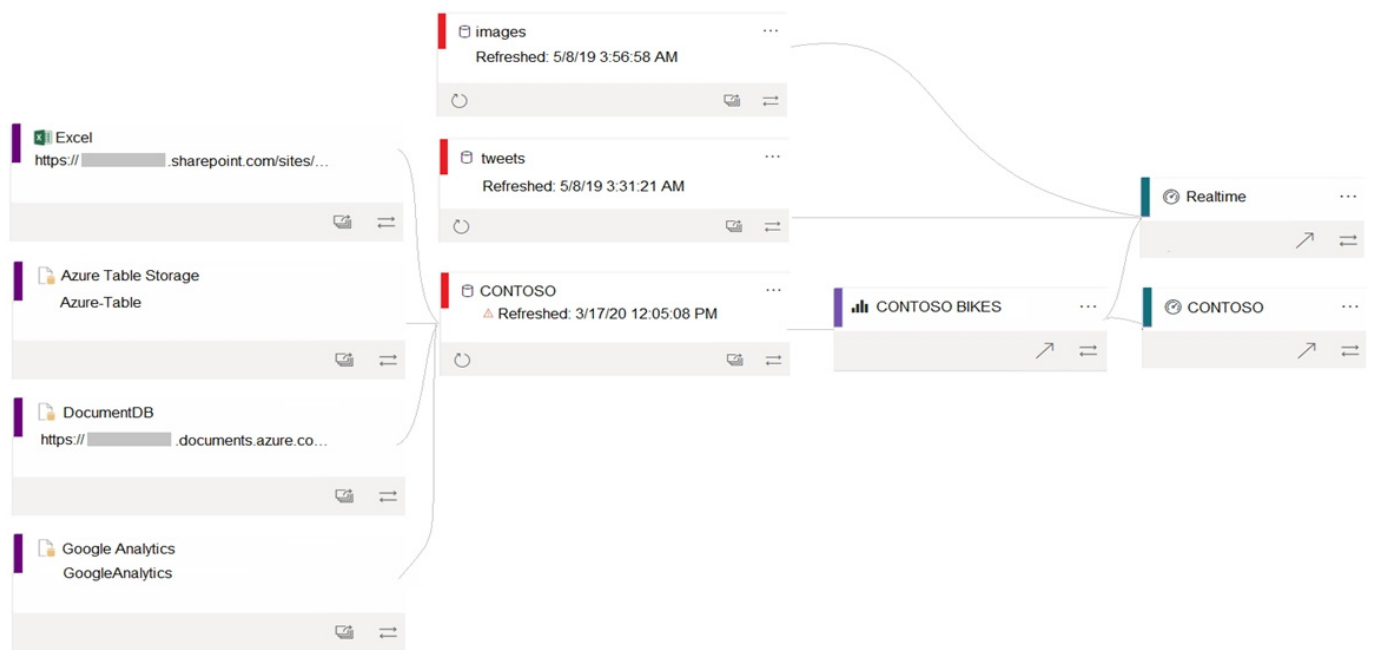 images
Refreshed: 5/8/19 3:56:58 AM
Excel
https:// .sharepoint.com/sites/...
tweets
Refreshed: 5/8/19 3:31:21 AM
Realtime
Azure Table Storage
Azure-Table
CONTOSO
Refreshed: 3/17/20 12:05:08 PM
CONTOSO BIKES
CONTOSO
DocumentDB
https:// .documents.azure.co...
Google Analytics
GoogleAnalytics